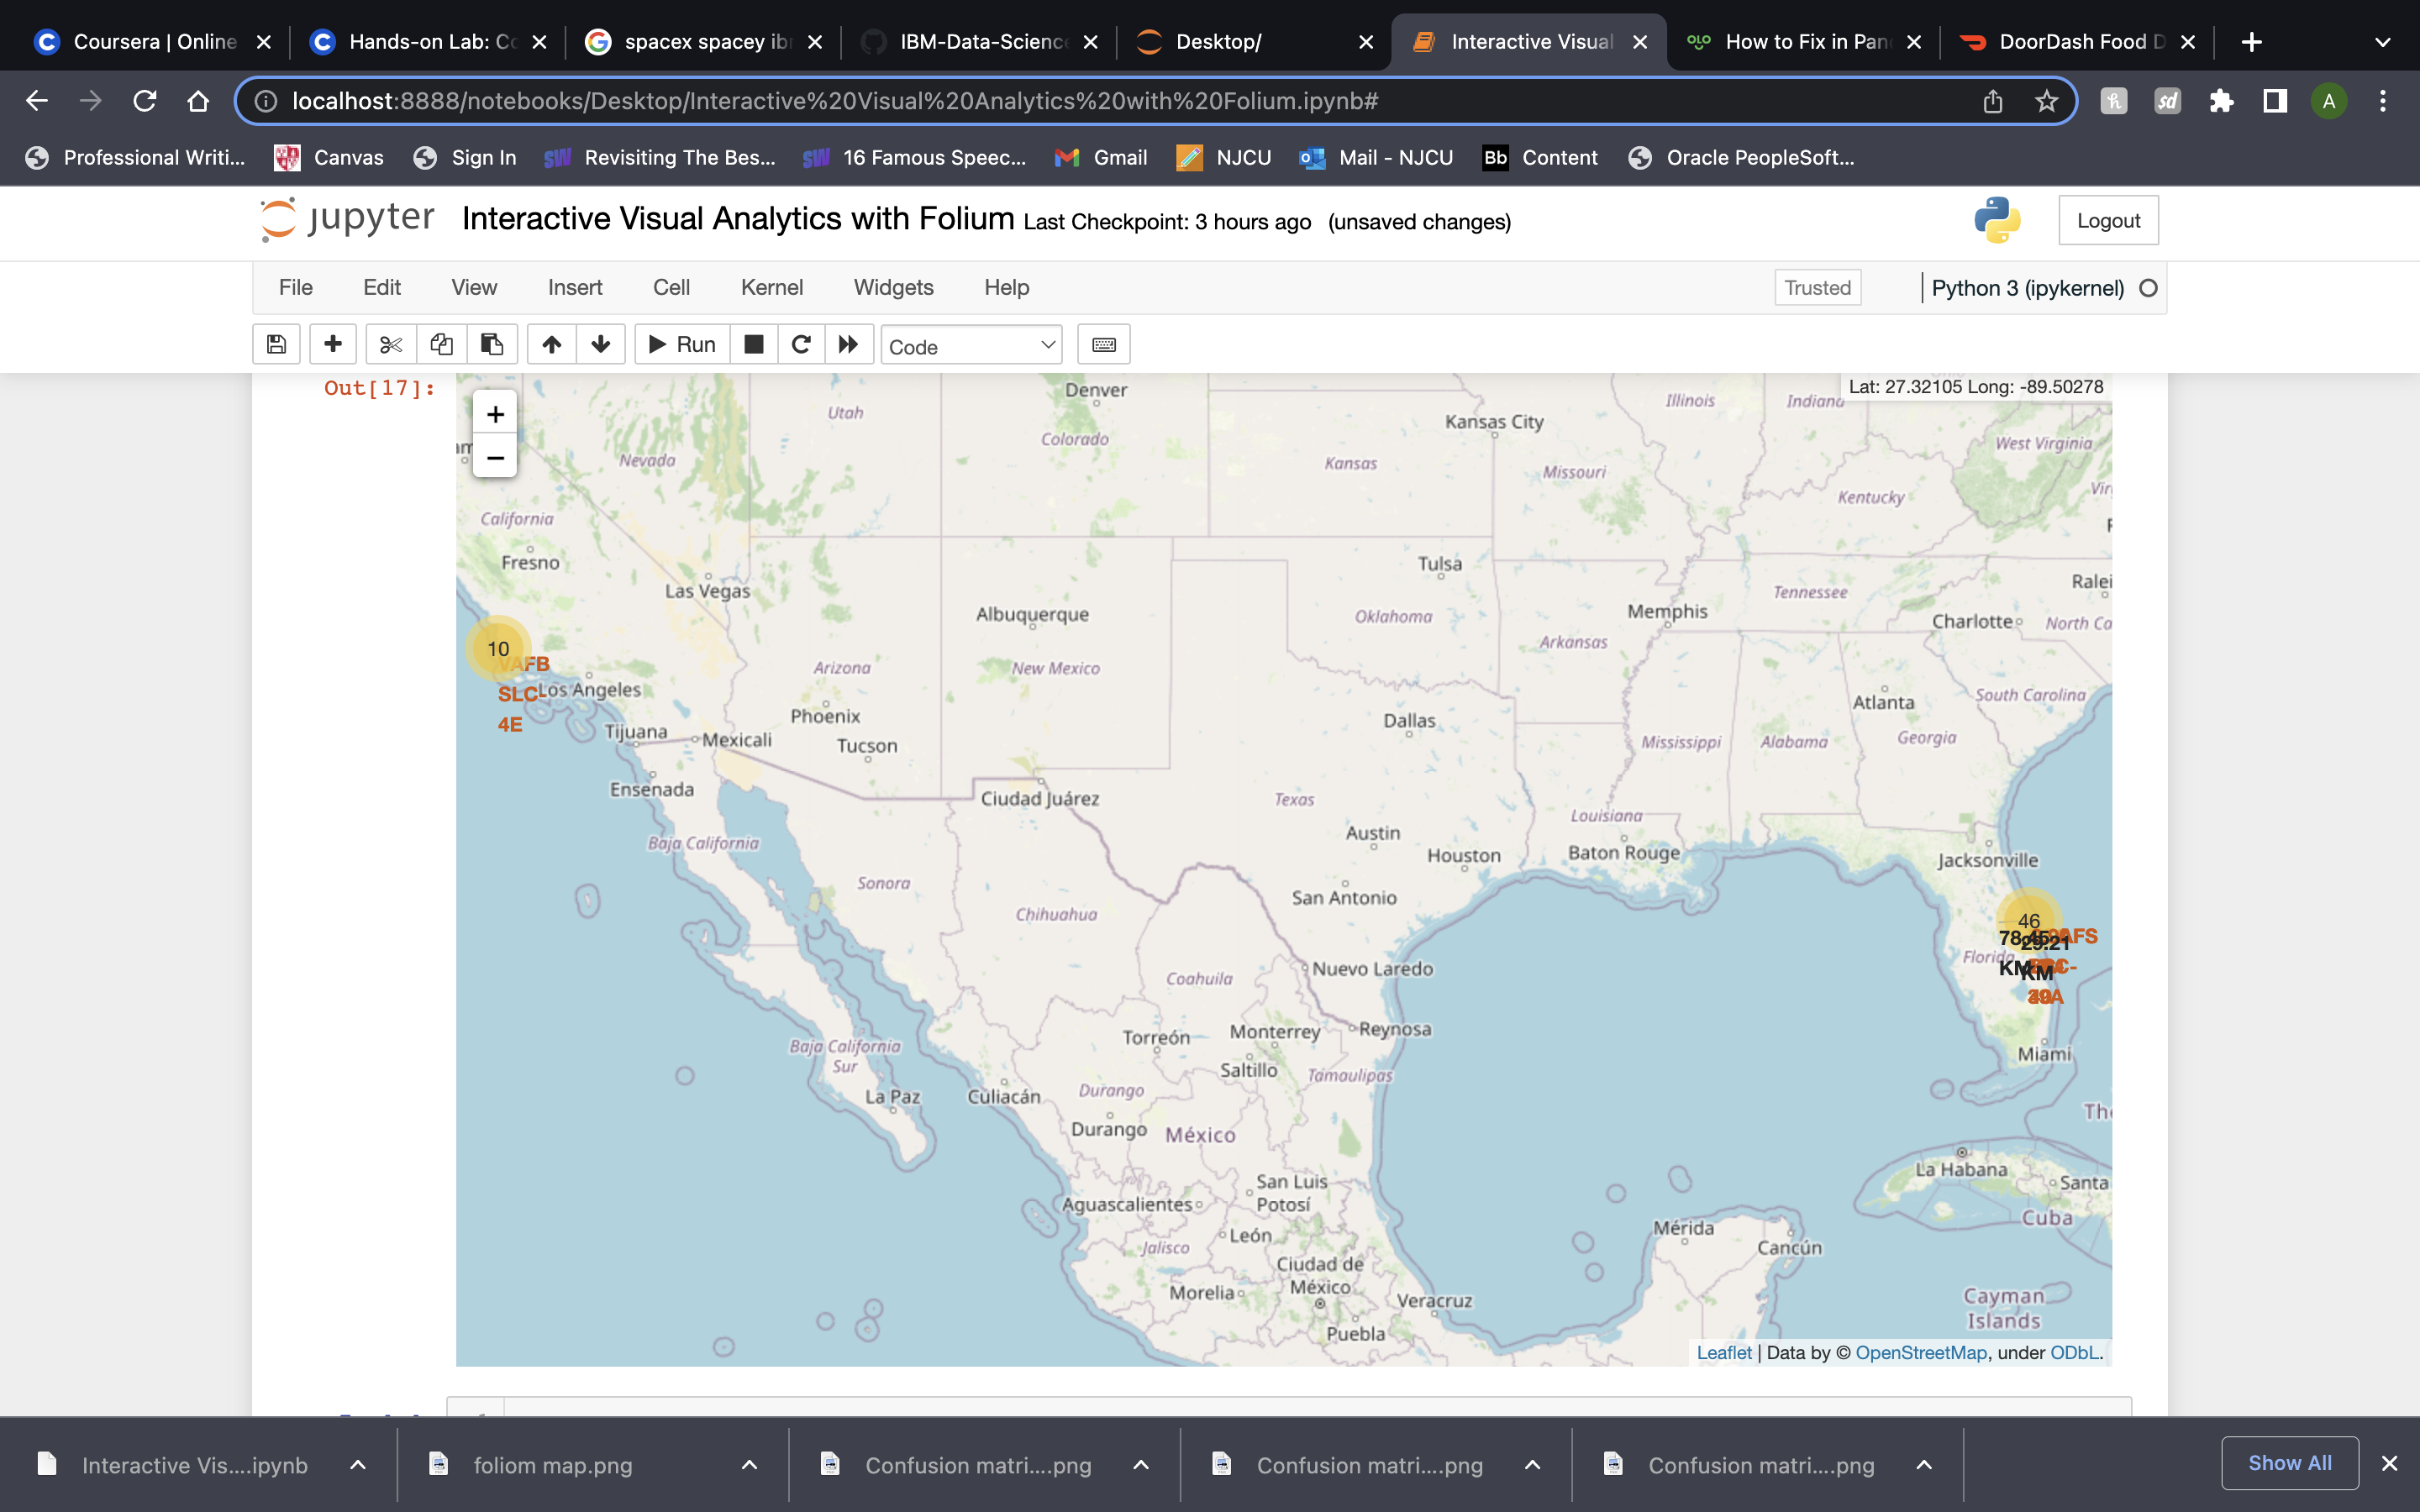 Coursera | Online
Hands-on Lab: Co
spacex spacey ibr
IBM-Data-Science
Desktop/
Interactive Visual
How to Fix in Pan
DoorDash Food D
localhost:8888/notebooks/Desktop/Interactive%20Visual%20Analytics%20with%20Folium.ipynb#
A
Professional Writi...
Canvas
Sign In
Revisiting The Bes...
16 Famous Speec...
Gmail
NJCU
Mail - NJCU
Bb Content
Oracle PeopleSoft...
jupyter Interactive Visual Analytics with Folium Last Checkpoint: 3 hours ago (unsaved changes)
Logout
File Edit View Insert Cell Kernel Widgets Help
Trusted
Python 3 (ipykernel)
Run
Code
Out[17]:
+
−
Lat: 27.32105 Long: -89.50278
Denver
Utah
Colorado
Kansas City
Illinois
Indiana
West Virginia
Nevada
Kansas
Missouri
Kentucky
California
Fresno
Las Vegas
Tulsa
Tennessee
Albuquerque
Oklahoma
Memphis
Charlotte
10
VAFB
SLC-
4E
Los Angeles
Arizona
New Mexico
Arkansas
Atlanta
South Carolina
Phoenix
Dallas
Tijuana
Mexicali
Tucson
Mississippi
Alabama
Georgia
Ensenada
Ciudad Juárez
Texas
Louisiana
Baja California
Austin
Houston
Baton Rouge
Jacksonville
Sonora
San Antonio
Chihuahua
46
29.21
KM
Florida
Coahuila
Nuevo Laredo
Torreón
Monterrey
Reynosa
Baja California
Sur
Saltillo
Tamaulipas
Miami
La Paz
Culiacán
Durango
Durango
México
La Habana
San Luis
Potosí
Santa
Aguascalientes
Cuba
León
Mérida
Jalisco
Cancún
Ciudad de
México
Morelia
Veracruz
Cayman
Islands
Puebla
Leaflet | Data by © OpenStreetMap, under ODbL.
Interactive Vis....ipynb
foliom map.png
Confusion matri....png
Confusion matri....png
Confusion matri....png
Show All